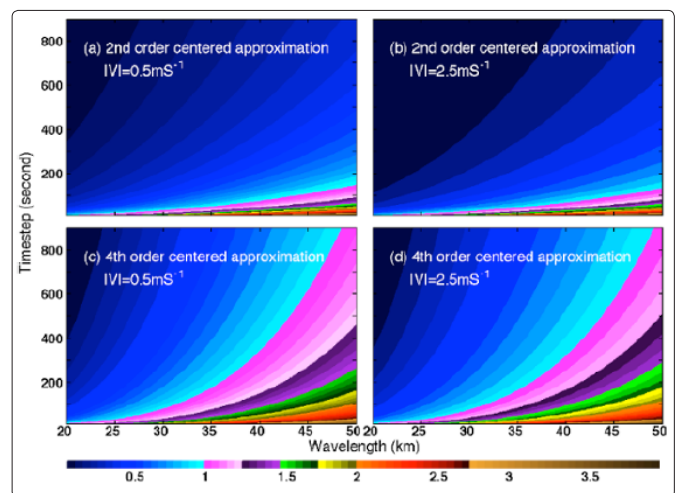 800
600
400
200
(a) 2nd order centered approximation
|V|=0.5mS⁻¹
(b) 2nd order centered approximation
|V|=2.5mS⁻¹
Timestep (second)
800
600
400
200
(c) 4th order centered approximation
|V|=0.5mS⁻¹
(d) 4th order centered approximation
|V|=2.5mS⁻¹
20 25 30 35 40 45 50 20 25 30 35 40 45 50
Wavelength (km)
0.5 1 1.5 2 2.5 3 3.5